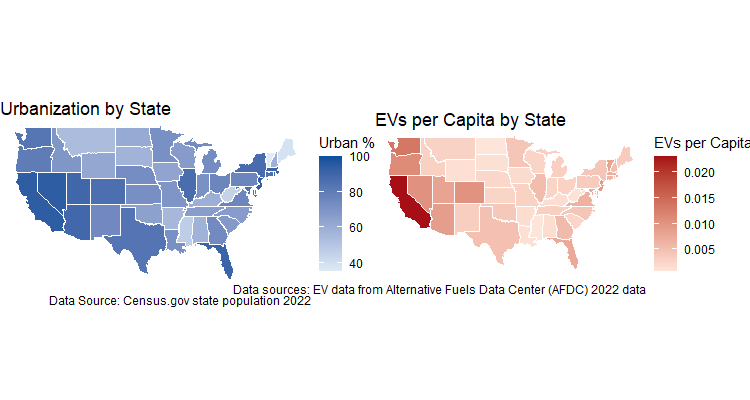 Urbanization by State
Urban %
100
80
60
40
Data Source: Census.gov state population 2022
EVs per Capita by State
EVs per Capita
0.020
0.015
0.010
0.005
Data sources: EV data from Alternative Fuels Data Center (AFDC) 2022 data